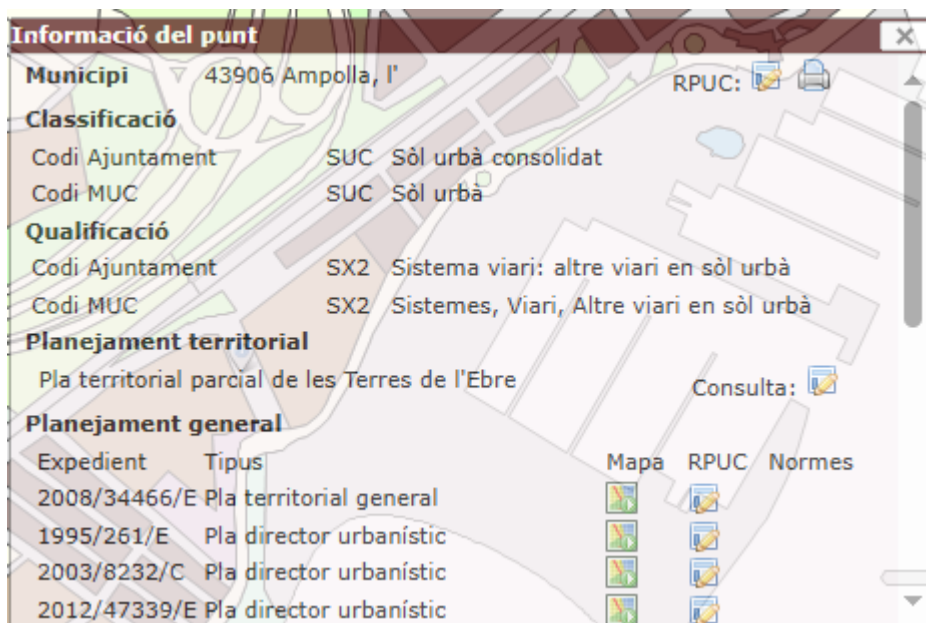 Informació del punt
Municipi 43906 Ampolla, l' RPUC:
Classificació
Codi Ajuntament SUC Sòl urbà consolidat
Codi MUC SUC Sòl urbà
Qualificació
Codi Ajuntament SX2 Sistema viari: altre viari en sòl urbà
Codi MUC SX2 Sistemes, Viari, Altre viari en sòl urbà
Planejament territorial
Pla territorial parcial de les Terres de l'Ebre Consulta:
Planejament general
Expedient Tipus Mapa RPUC Normes
2008/34466/E Pla territorial general
1995/261/E Pla director urbanístic
2003/8232/C Pla director urbanístic
2012/47339/E Pla director urbanístic